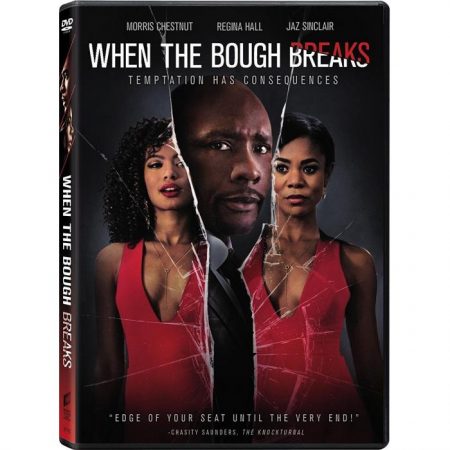 MORRIS CHESTNUT REGINA HALL JAZ SINCLAIR
WHEN THE BOUGH BREAKS
TEMPTATION HAS CONSEQUENCES
DVD
WHEN THE BOUGH BREAKS
"EDGE OF YOUR SEAT UNTIL THE VERY END!"
-CHASITY SAUNDERS, THE KNOCKTURNAL